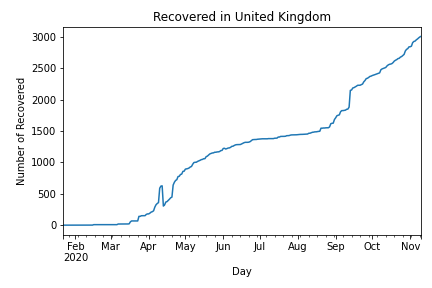 Recovered in United Kingdom
3000
2500
2000
1500
1000
500
0
Number of Recovered
Feb Mar Apr May Jun Jul Aug Sep Oct Nov
2020
Day